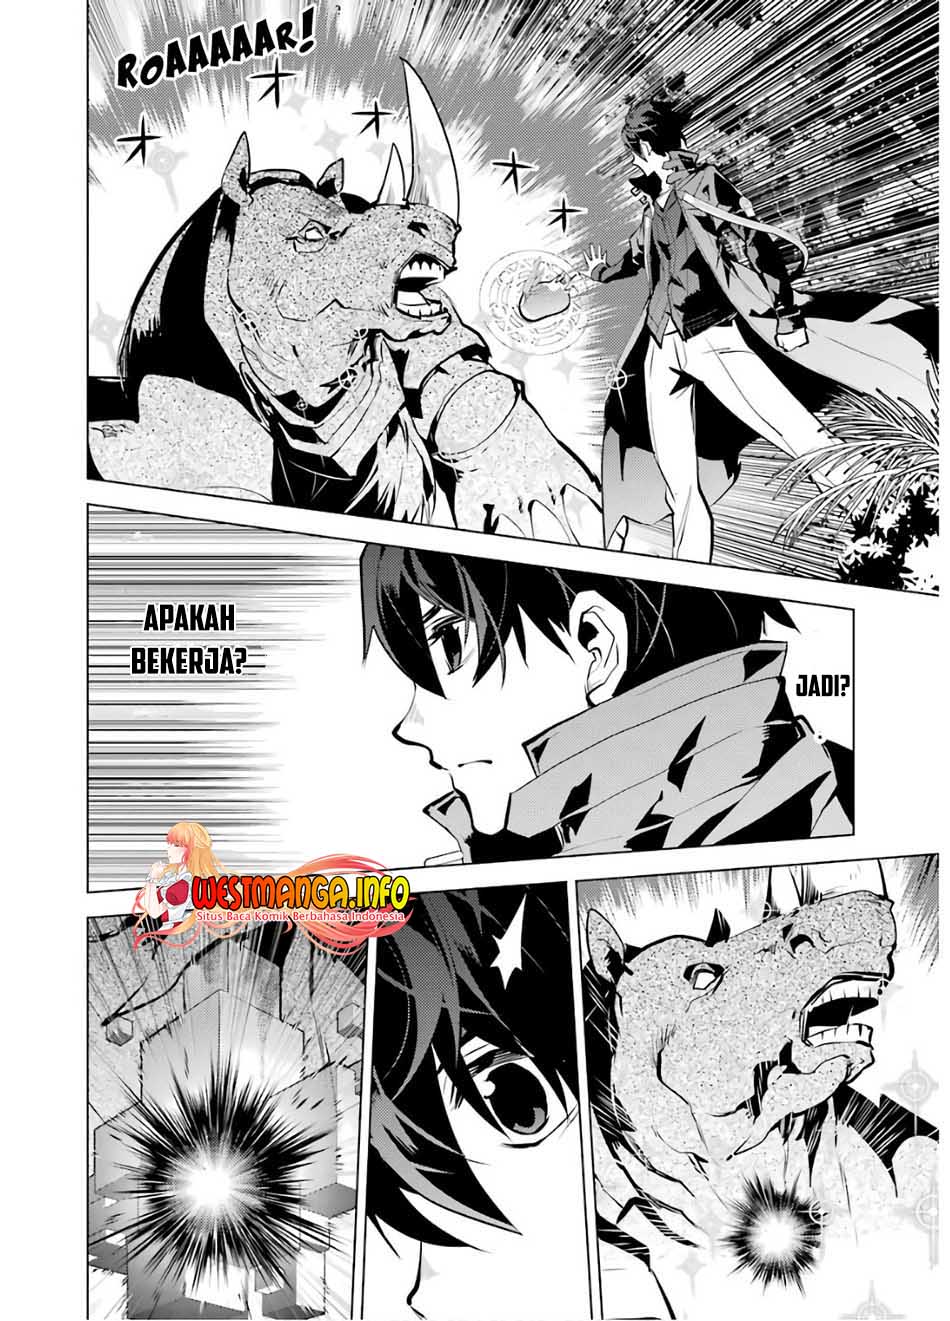 ROAAAAAR!
JADI?
APAKAH
BEKERJA?
WESTMANGA.INFO
Situs Baca Komik Berbahasa Indonesia